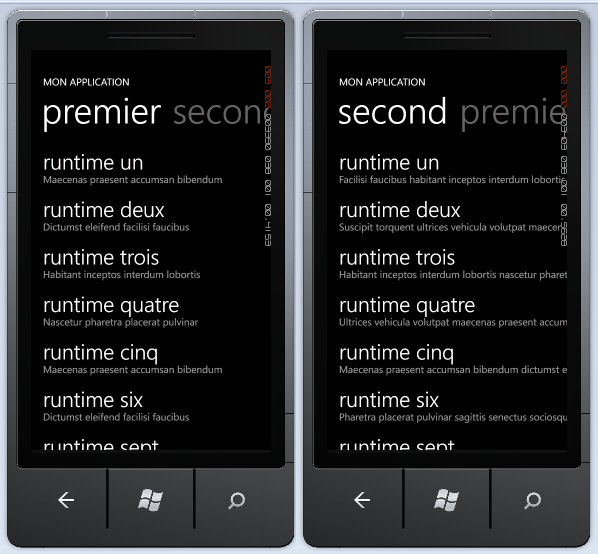 MON APPLICATION
premier secon
runtime un
Maecenas praesent accumsan bibendum
runtime deux
Dictumst eleifend facilisi faucibus
runtime trois
Habitant inceptos interdum lobortis
runtime quatre
Nascetur pharetra placerat pulvinar
runtime cinq
Maecenas praesent accumsan bibendum
runtime six
Dictumst eleifend facilisi faucibus
runtime sept
MON APPLICATION
second premie
runtime un
Facilisi faucibus habitant inceptos interdum lobortis
runtime deux
Suscipit torquent ultrices vehicula volutpat maecen
runtime trois
Habitant inceptos interdum lobortis nascetur pharet
runtime quatre
Ultrices vehicula volutpat maecenas praesent accum
runtime cinq
Maecenas praesent accumsan bibendum dictumst e
runtime six
Pharetra placerat pulvinar sagittis senectus sociosqu
runtime sept